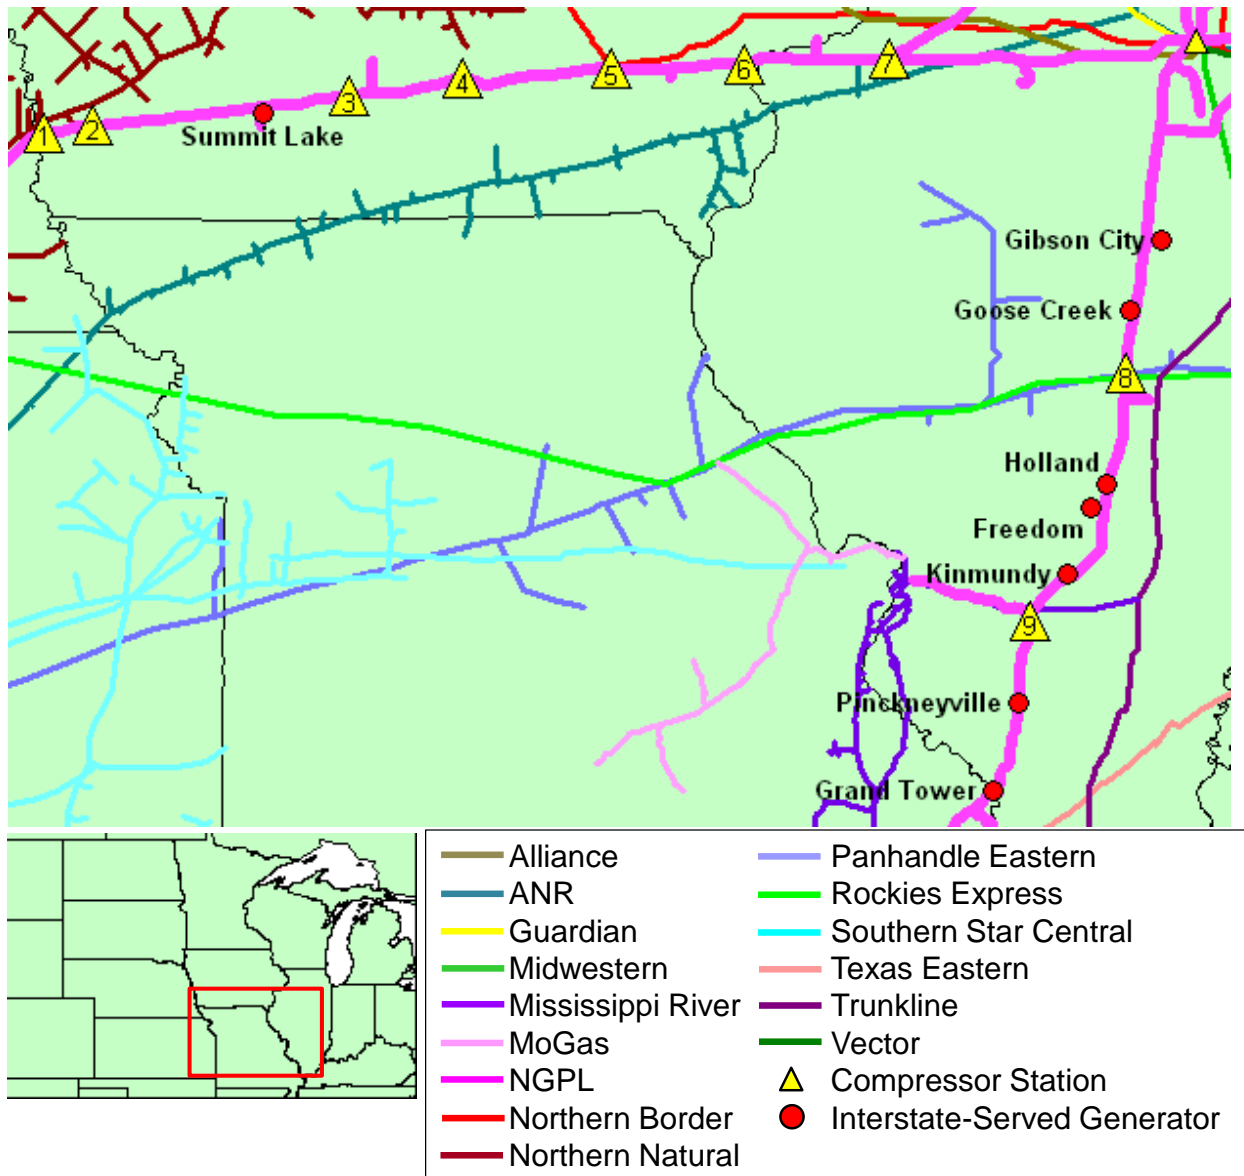 5
6
7
4
3
1
2
Summit Lake
Gibson City
Goose Creek
8
Holland
Freedom
Kinmundy
9
Pinckneyville
Grand Tower
Alliance
ANR
Guardian
Midwestern
Mississippi River
MoGas
NGPL
Northern Border
Northern Natural
Panhandle Eastern
Rockies Express
Southern Star Central
Texas Eastern
Trunkline
Vector
Compressor Station
Interstate-Served Generator